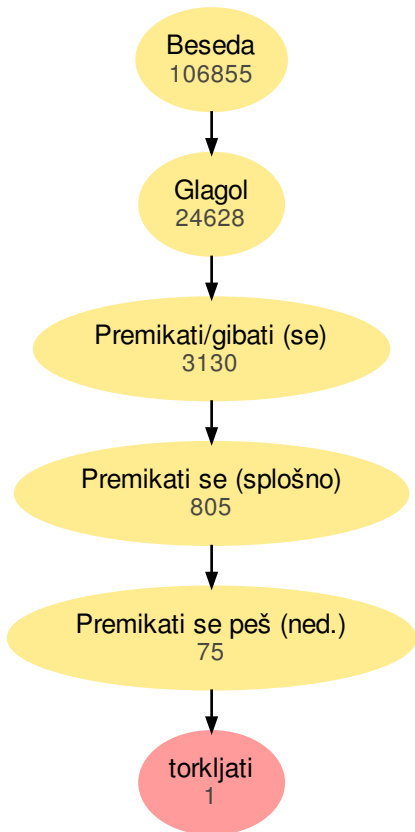 Beseda
106855
Glagol
24628
Premikati/gibati (se)
3130
Premikati se (splošno)
805
Premikati se peš (ned.)
75
torkljati
1